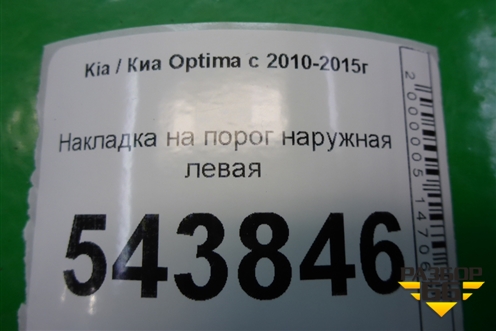 Kia / Киа Optima с 2010-2015г
Накладка на порог наружная
левая
543846